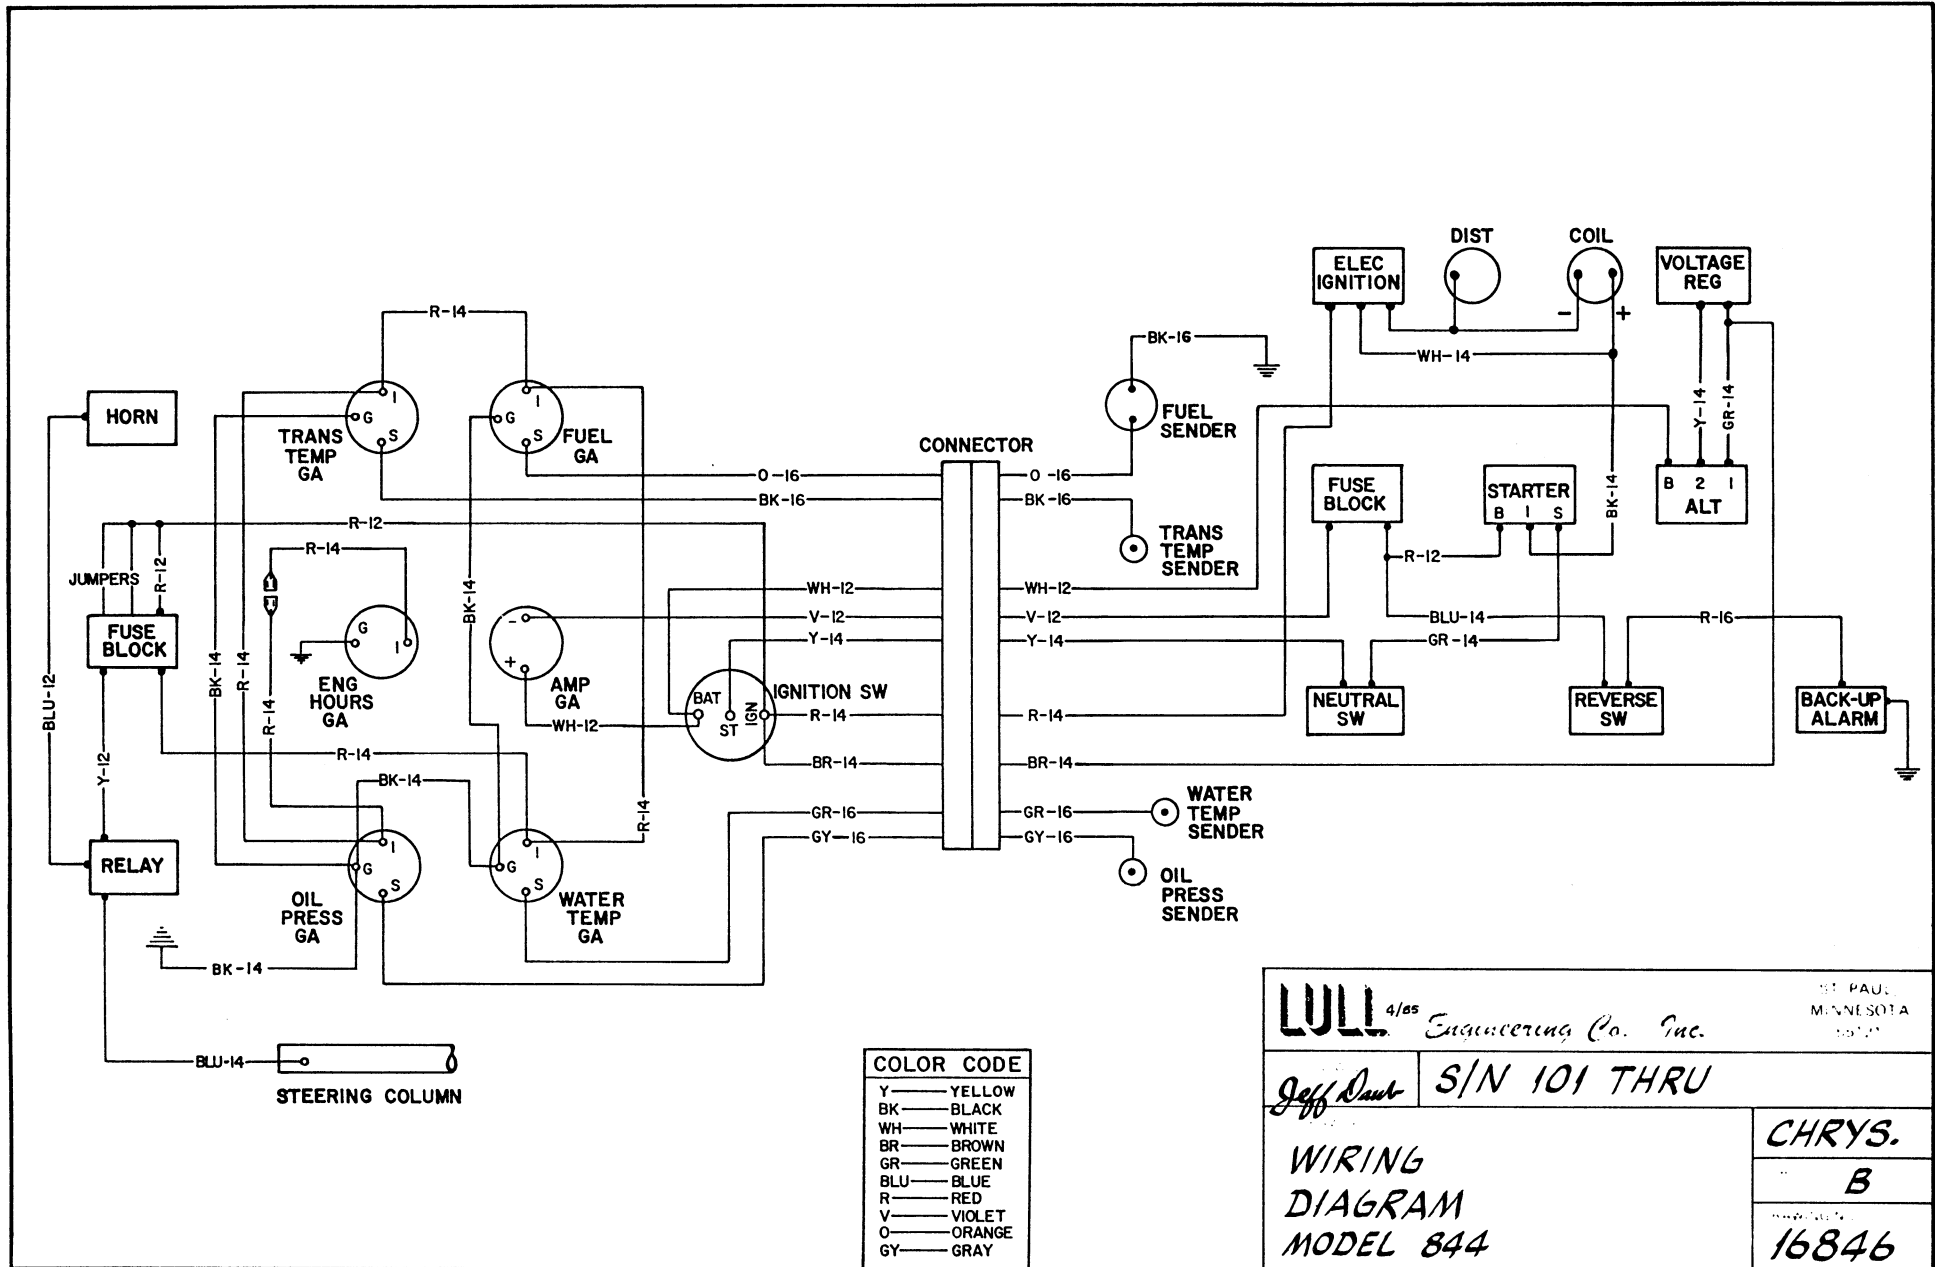 R-14
HORN
I
G
S
TRANS
TEMP
GA
I
G
S
FUEL
GA
R-12
JUMPERS
R-12
R-14
FUSE
BLOCK
G
I
ENG
HOURS
GA
-
+
AMP
GA
WH-12
BLU-12
Y-12
BK-14
R-14
R-14
BK-14
R-14
R-14
BK-14
BAT
ST
IGN
IGNITION SW
RELAY
I
G
S
OIL
PRESS
GA
I
G
S
WATER
TEMP
GA
BK-14
BLU-14
STEERING COLUMN
CONNECTOR
O-16
BK-16
WH-12
V-12
Y-14
R-14
BR-14
GR-16
GY-16
O-16
BK-16
WH-12
V-12
Y-14
R-14
BR-14
GR-16
GY-16
BK-16
FUEL
SENDER
TRANS
TEMP
SENDER
WATER
TEMP
SENDER
OIL
PRESS
SENDER
ELEC
IGNITION
DIST
COIL
-
+
VOLTAGE
REG
WH-14
BK-14
Y-14
GR-14
FUSE
BLOCK
STARTER
B I S
R-12
B 2 1
ALT
BLU-14
GR-14
R-16
NEUTRAL
SW
REVERSE
SW
BACK-UP
ALARM
COLOR CODE
Y YELLOW
BK BLACK
WH WHITE
BR BROWN
GR GREEN
BLU BLUE
R RED
V VIOLET
O ORANGE
GY GRAY
LULL 4/85 Engineering Co. Inc.
ST. PAUL
MINNESOTA
Jeff Daub
S/N 101 THRU
WIRING
DIAGRAM
MODEL 844
CHRYS.
B
16846